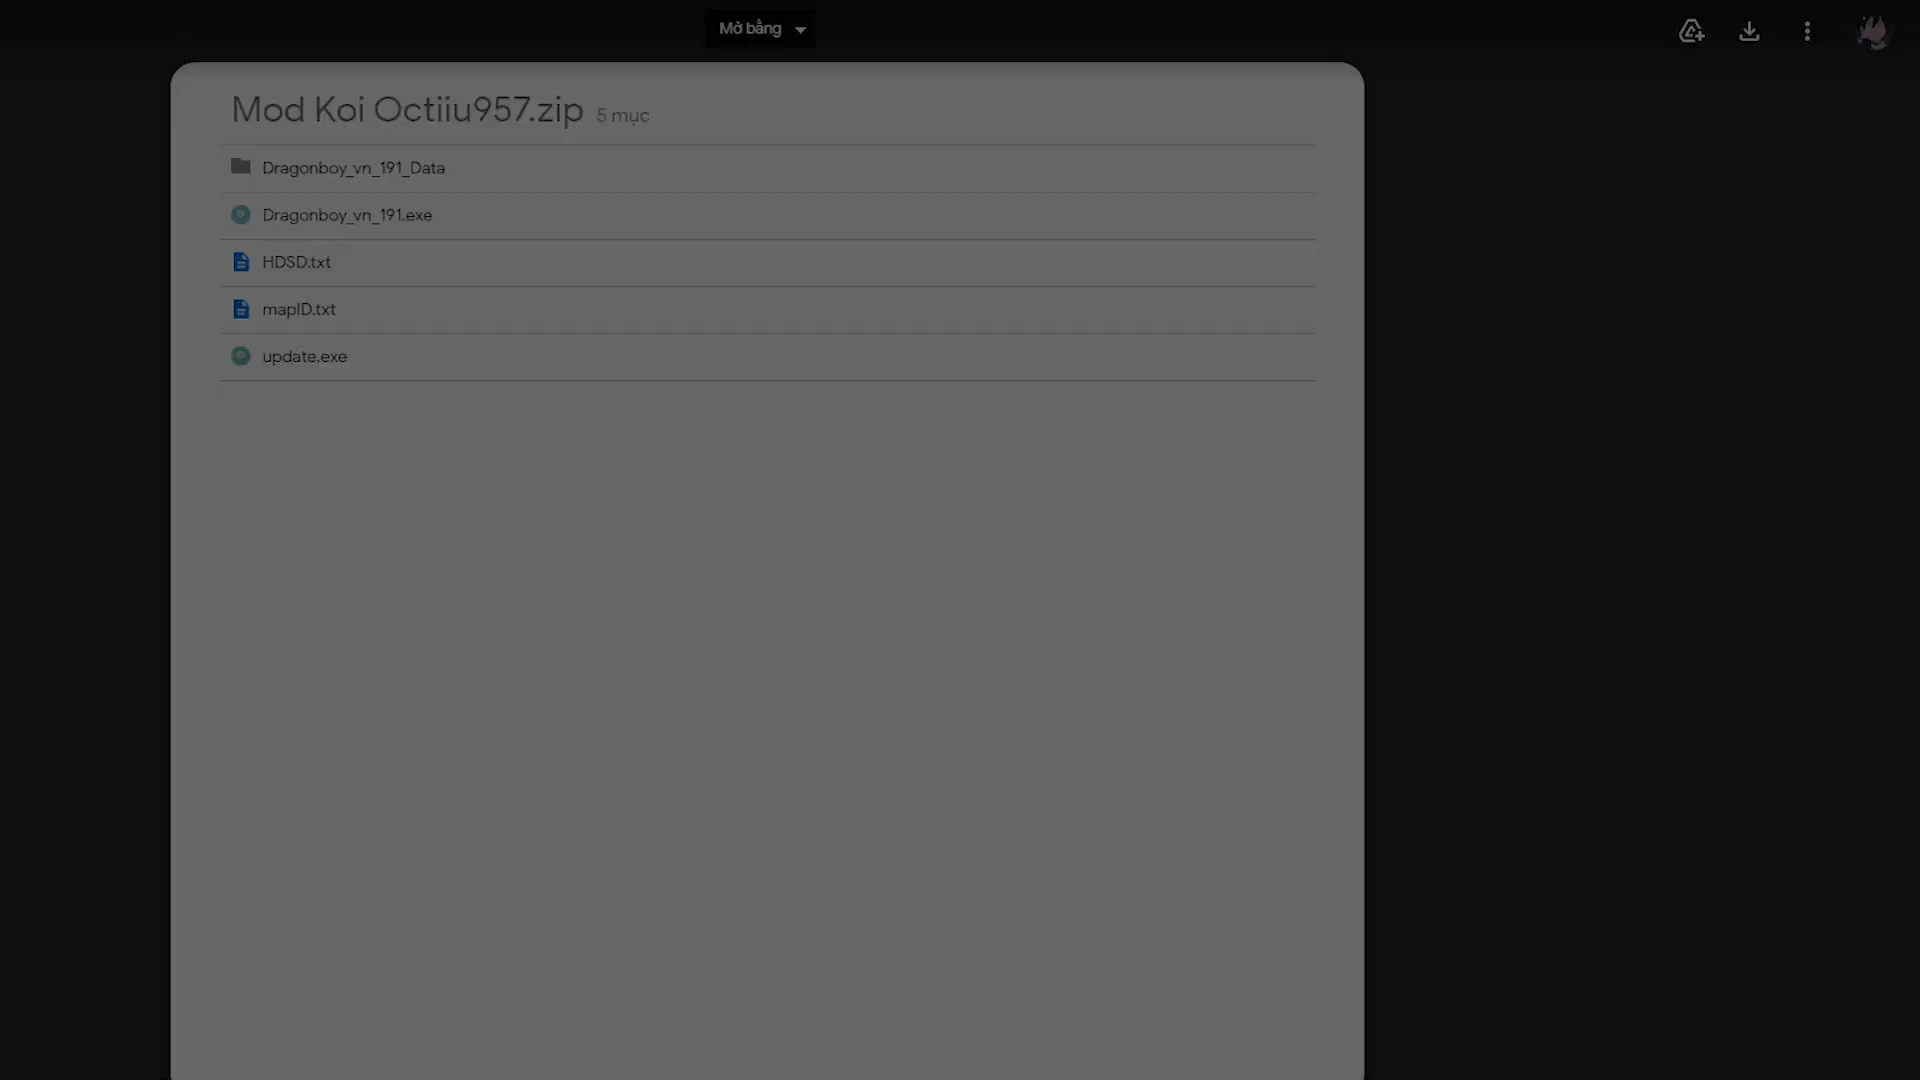 Mở bằng
Mod Koi Octiiu957.zip 5 mục
Dragonboy_vn_191_Data
Dragonboy_vn_191.exe
HDSD.txt
mapID.txt
update.exe